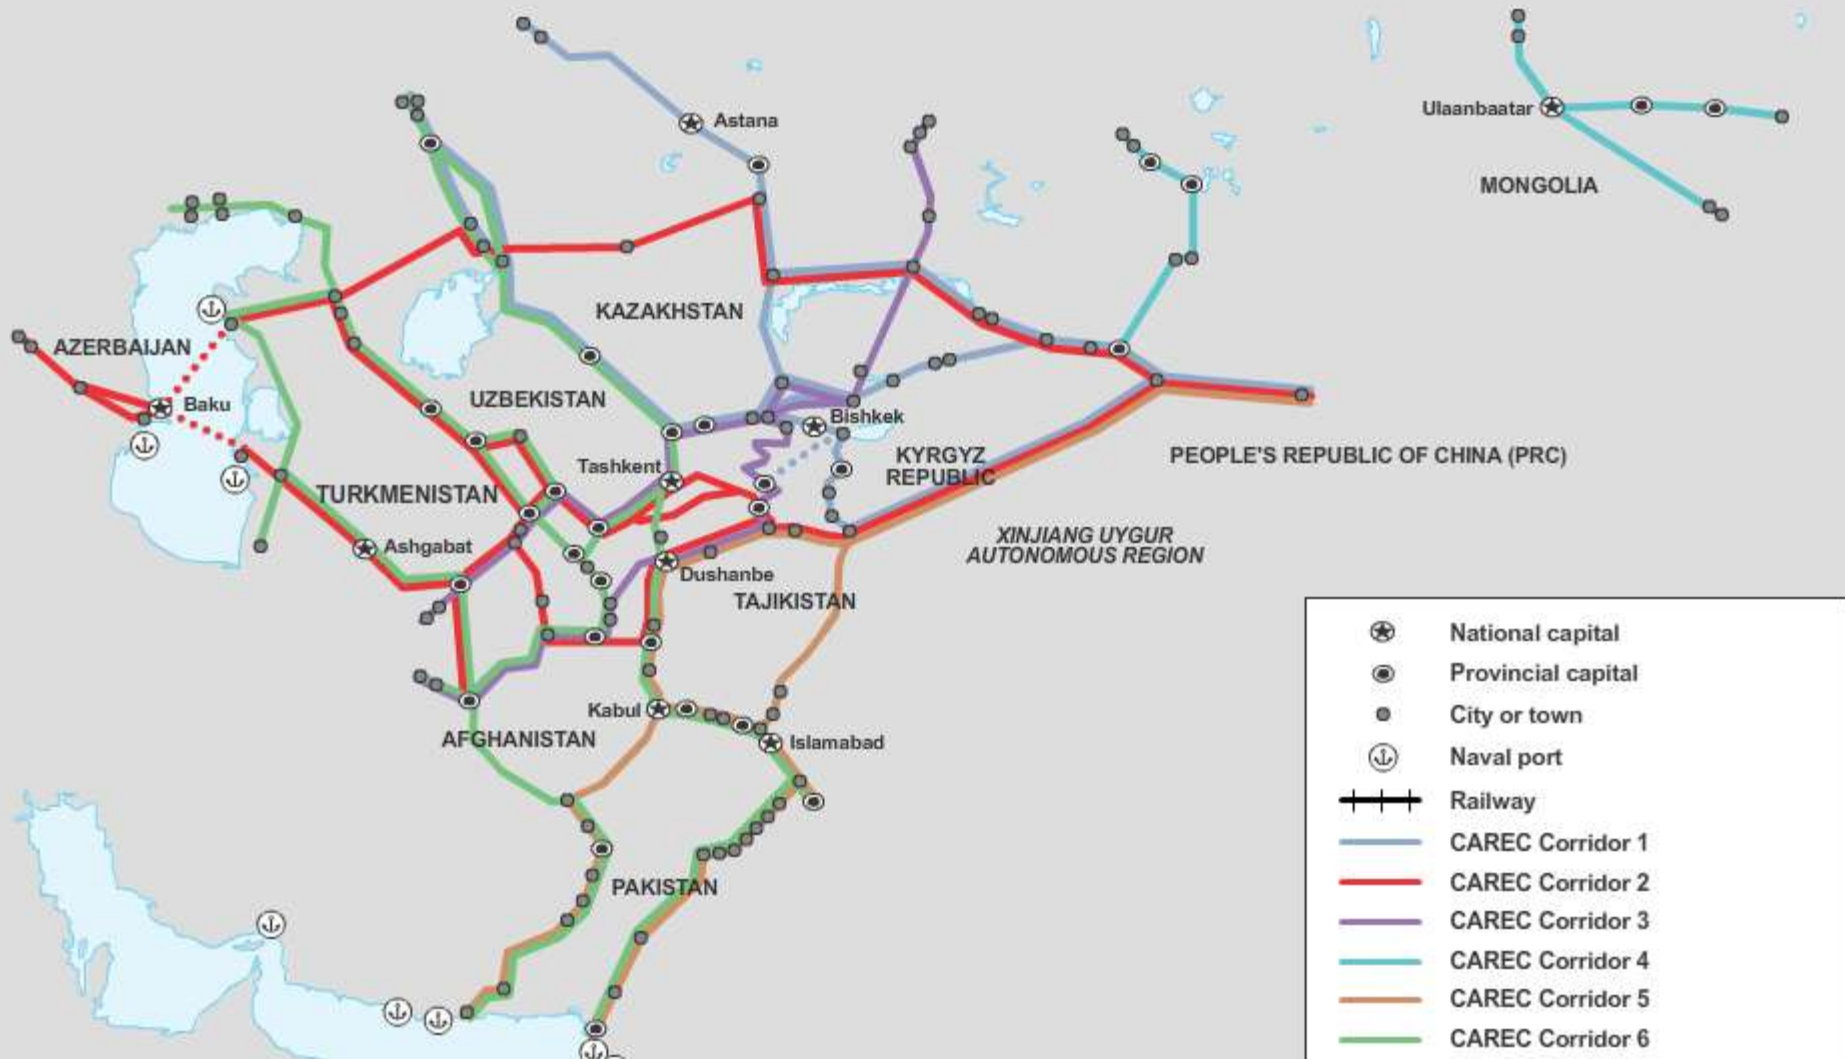 Astana
Ulaanbaatar
MONGOLIA
KAZAKHSTAN
AZERBAIJAN
Baku
UZBEKISTAN
Bishkek
KYRGYZ
REPUBLIC
PEOPLE'S REPUBLIC OF CHINA (PRC)
Tashkent
TURKMENISTAN
XINJIANG UYGUR
AUTONOMOUS REGION
Ashgabat
Dushanbe
TAJIKISTAN
Kabul
AFGHANISTAN
Islamabad
PAKISTAN
National capital
Provincial capital
City or town
Naval port
Railway
CAREC Corridor 1
CAREC Corridor 2
CAREC Corridor 3
CAREC Corridor 4
CAREC Corridor 5
CAREC Corridor 6